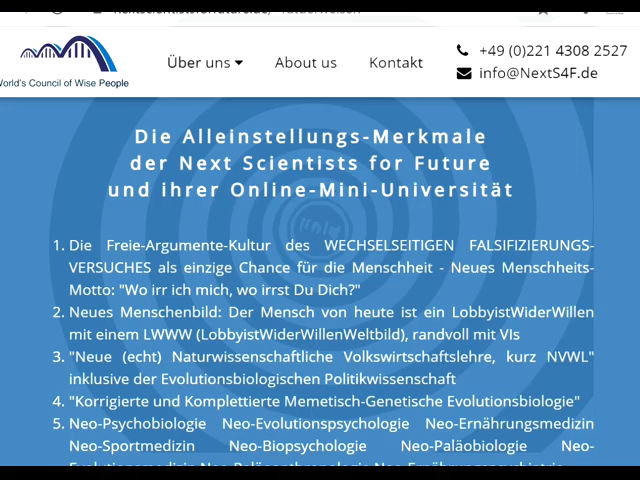 World's Council of Wise People
Über uns
About us
Kontakt
+49 (0)221 4308 2527
info@NextS4F.de
Die Alleinstellungs-Merkmale
der Next Scientists for Future
und ihrer Online-Mini-Universität
1. Die Freie-Argumente-Kultur des WECHSELSEITIGEN FALSIFIZIERUNGS-
VERSUCHES als einzige Chance für die Menschheit - Neues Menschheits-
Motto: "Wo irr ich mich, wo irrst Du Dich?"
2. Neues Menschenbild: Der Mensch von heute ist ein LobbyistWiderWillen
mit einem LWWW (LobbyistWiderWillenWeltbild), randvoll mit VIs
3. "Neue (echt) Naturwissenschaftliche Volkswirtschaftslehre, kurz NVWL"
inklusive der Evolutionsbiologischen Politikwissenschaft
4. "Korrigierte und Komplettierte Memetisch-Genetische Evolutionsbiologie"
5. Neo-Psychobiologie Neo-Evolutionspsychologie Neo-Ernährungsmedizin
Neo-Sportmedizin Neo-Biopsychologie Neo-Paläobiologie Neo-